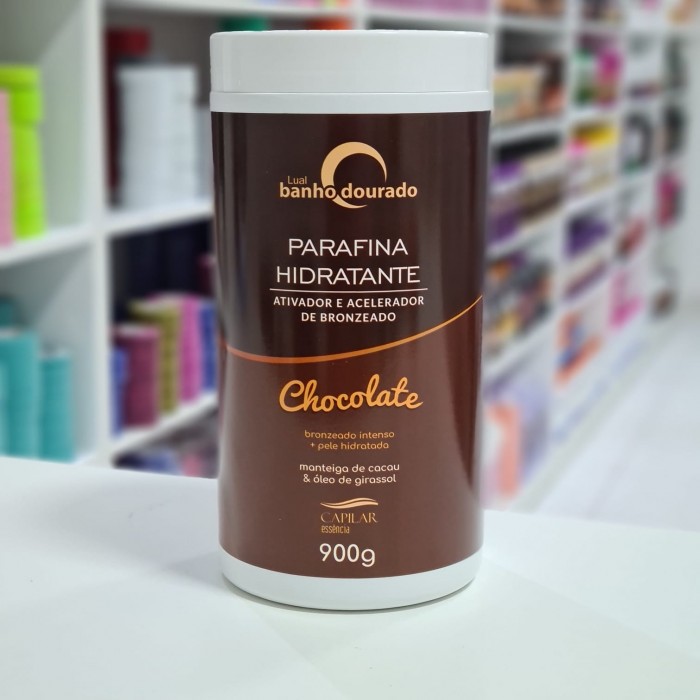 Lual
banho dourado
PARAFINA
HIDRATANTE
ATIVADOR E ACELERADOR
DE BRONZEADO
Chocolate
bronzeado intenso
+ pele hidratada
manteiga de cacau
& óleo de girassol
CAPILAR
essência
900g